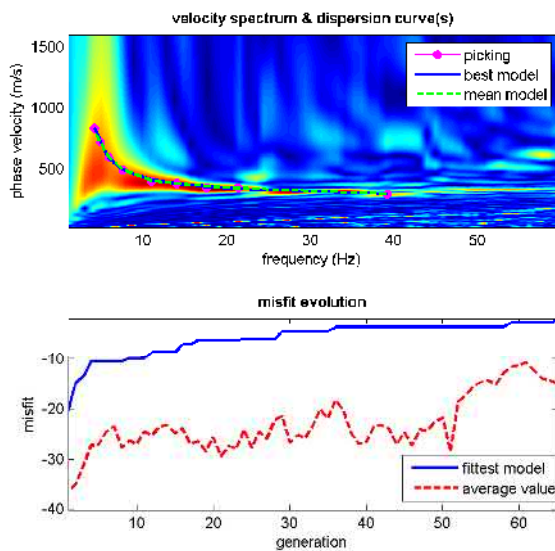 velocity spectrum & dispersion curve(s)
1500
1000
500
phase velocity (m/s)
picking
best model
mean model
10 20 30 40 50
frequency (Hz)
misfit evolution
-10
-20
-30
-40
misfit
fittest model
average value
10 20 30 40 50 60
generation